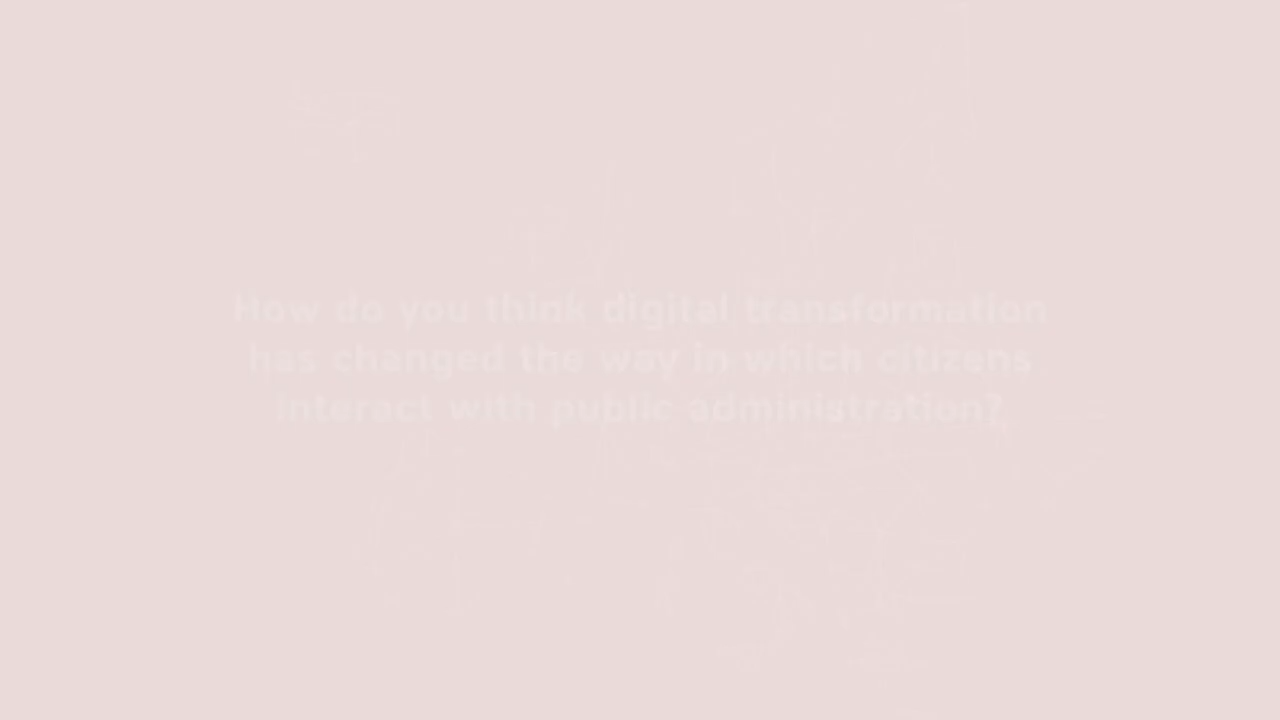 How do you think digital transformation
has changed the way in which citizens
interact with public administration?